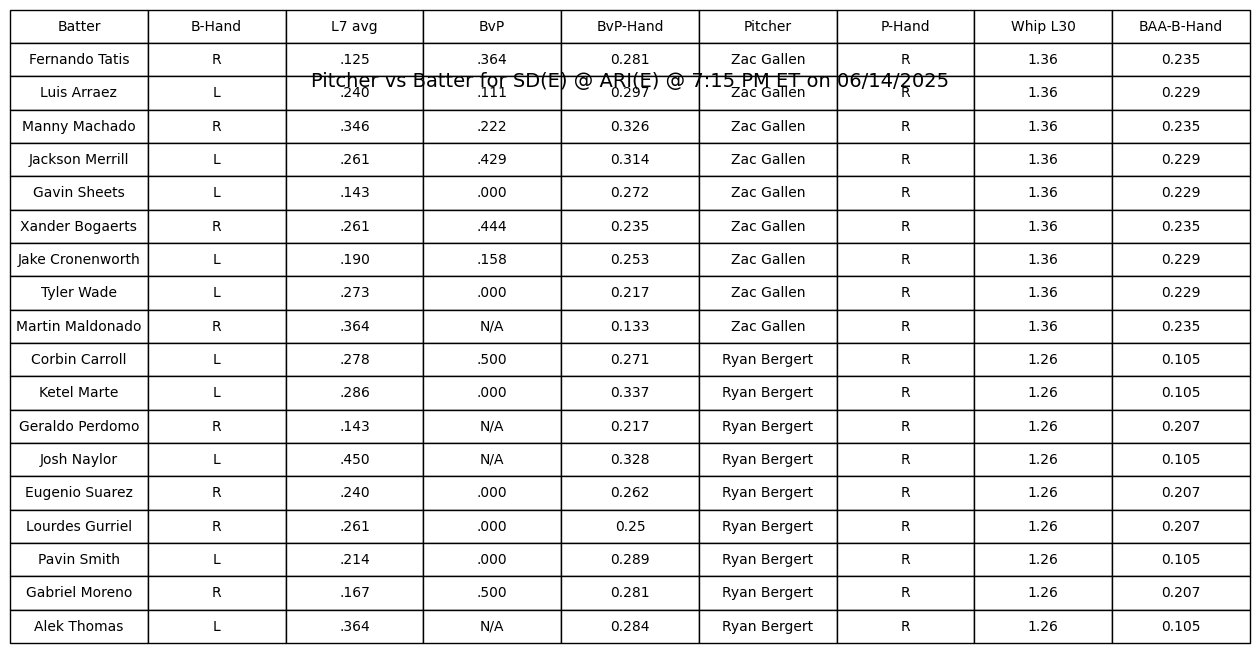 Batter B-Hand L7 avg BvP BvP-Hand Pitcher P-Hand Whip L30 BAA-B-Hand
Fernando Tatis R .125 .364 0.281 Zac Gallen R 1.36 0.235
Pitcher vs Batter for SD(E) @ ARI(E) @ 7:15 PM ET on 06/14/2025
Luis Arraez L .240 .111 0.297 Zac Gallen R 1.36 0.229
Manny Machado R .346 .222 0.326 Zac Gallen R 1.36 0.235
Jackson Merrill L .261 .429 0.314 Zac Gallen R 1.36 0.229
Gavin Sheets L .143 .000 0.272 Zac Gallen R 1.36 0.229
Xander Bogaerts R .261 .444 0.235 Zac Gallen R 1.36 0.235
Jake Cronenworth L .190 .158 0.253 Zac Gallen R 1.36 0.229
Tyler Wade L .273 .000 0.217 Zac Gallen R 1.36 0.229
Martin Maldonado R .364 N/A 0.133 Zac Gallen R 1.36 0.235
Corbin Carroll L .278 .500 0.271 Ryan Bergert R 1.26 0.105
Ketel Marte L .286 .000 0.337 Ryan Bergert R 1.26 0.105
Geraldo Perdomo R .143 N/A 0.217 Ryan Bergert R 1.26 0.207
Josh Naylor L .450 N/A 0.328 Ryan Bergert R 1.26 0.105
Eugenio Suarez R .240 .000 0.262 Ryan Bergert R 1.26 0.207
Lourdes Gurriel R .261 .000 0.25 Ryan Bergert R 1.26 0.207
Pavin Smith L .214 .000 0.289 Ryan Bergert R 1.26 0.105
Gabriel Moreno R .167 .500 0.281 Ryan Bergert R 1.26 0.207
Alek Thomas L .364 N/A 0.284 Ryan Bergert R 1.26 0.105